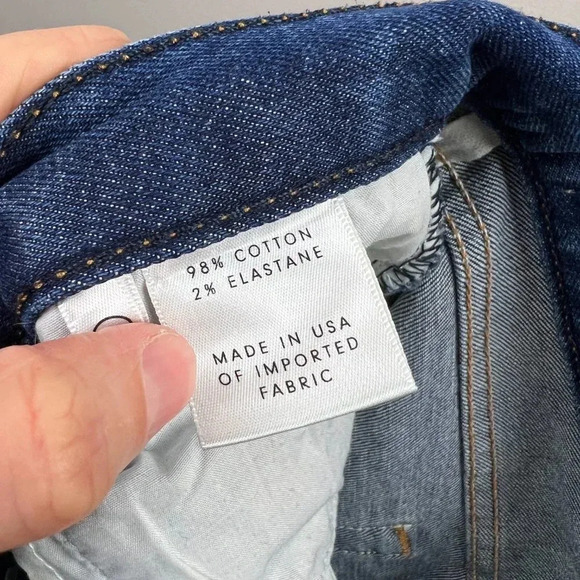 98% COTTON
2% ELASTANE
MADE IN USA
OF IMPORTED
FABRIC